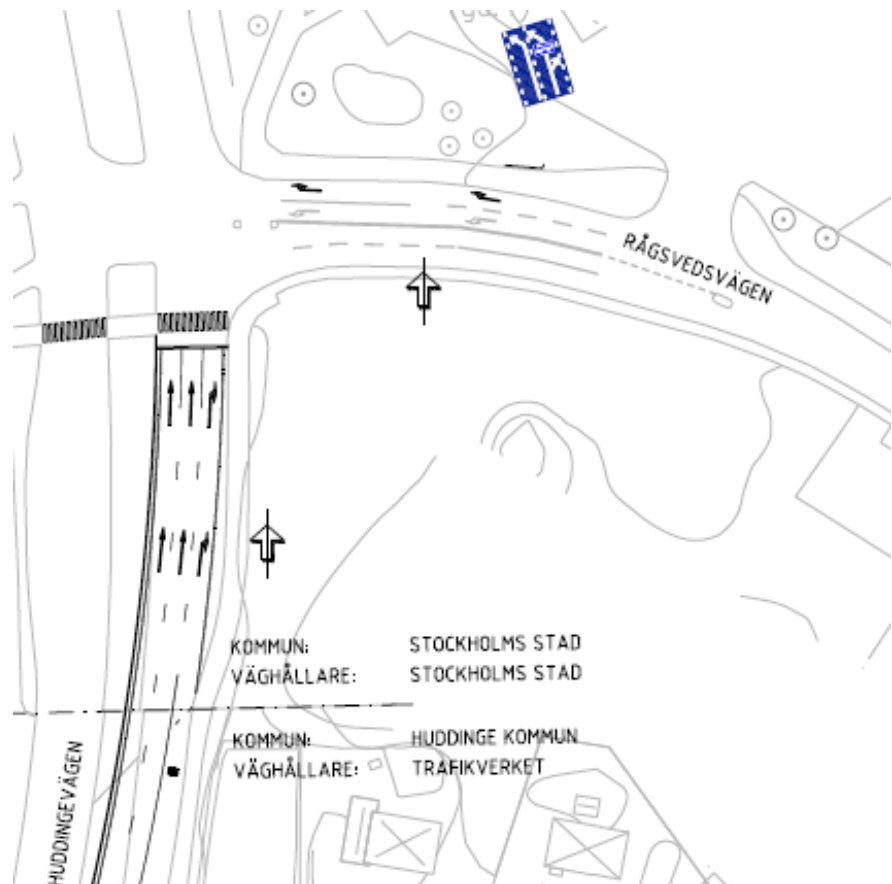 RÅGSVEDSVÄGEN
KOMMUN: STOCKHOLMS STAD
VÄGHÅLLARE: STOCKHOLMS STAD
KOMMUN: HUDDINGE KOMMUN
VÄGHÅLLARE: TRAFIKVERKET
HUDDINGEVÄGEN